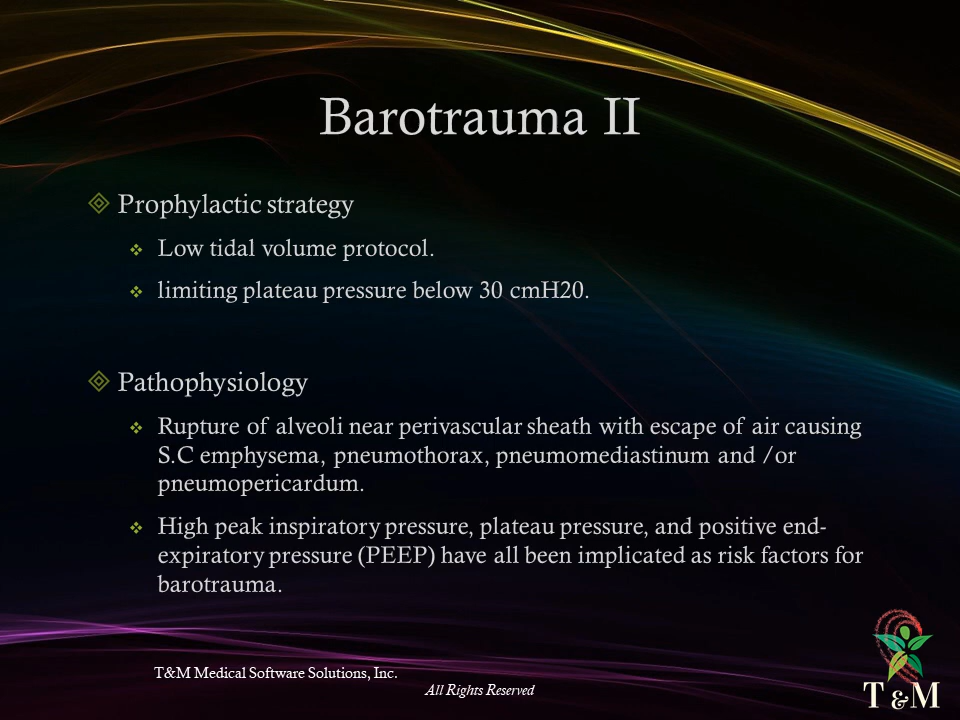 Barotrauma II
Prophylactic strategy
Low tidal volume protocol.
limiting plateau pressure below 30 cmH20.
Pathophysiology
Rupture of alveoli near perivascular sheath with escape of air causing
S.C emphysema, pneumothorax, pneumomediastinum and /or
pneumopericardum.
High peak inspiratory pressure, plateau pressure, and positive end-
expiratory pressure (PEEP) have all been implicated as risk factors for
barotrauma.
T&M Medical Software Solutions, Inc.
All Rights Reserved
T &M